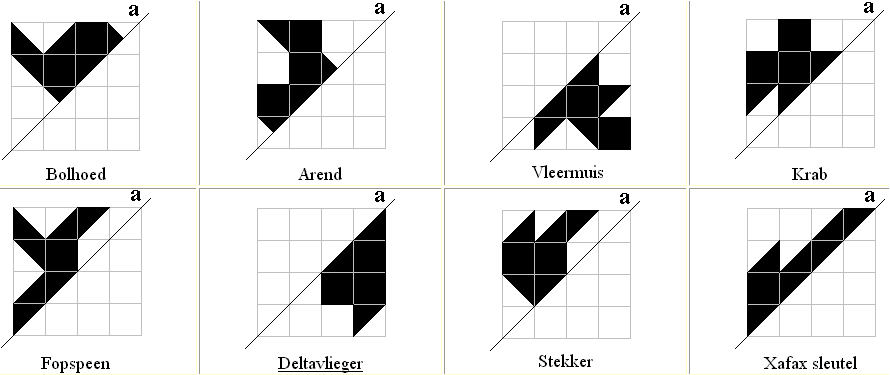 a a a a
Bolhoed Arend Vleermuis Krab
a a a a
Fopspeen Deltavlieger Stekker Xafax sleutel